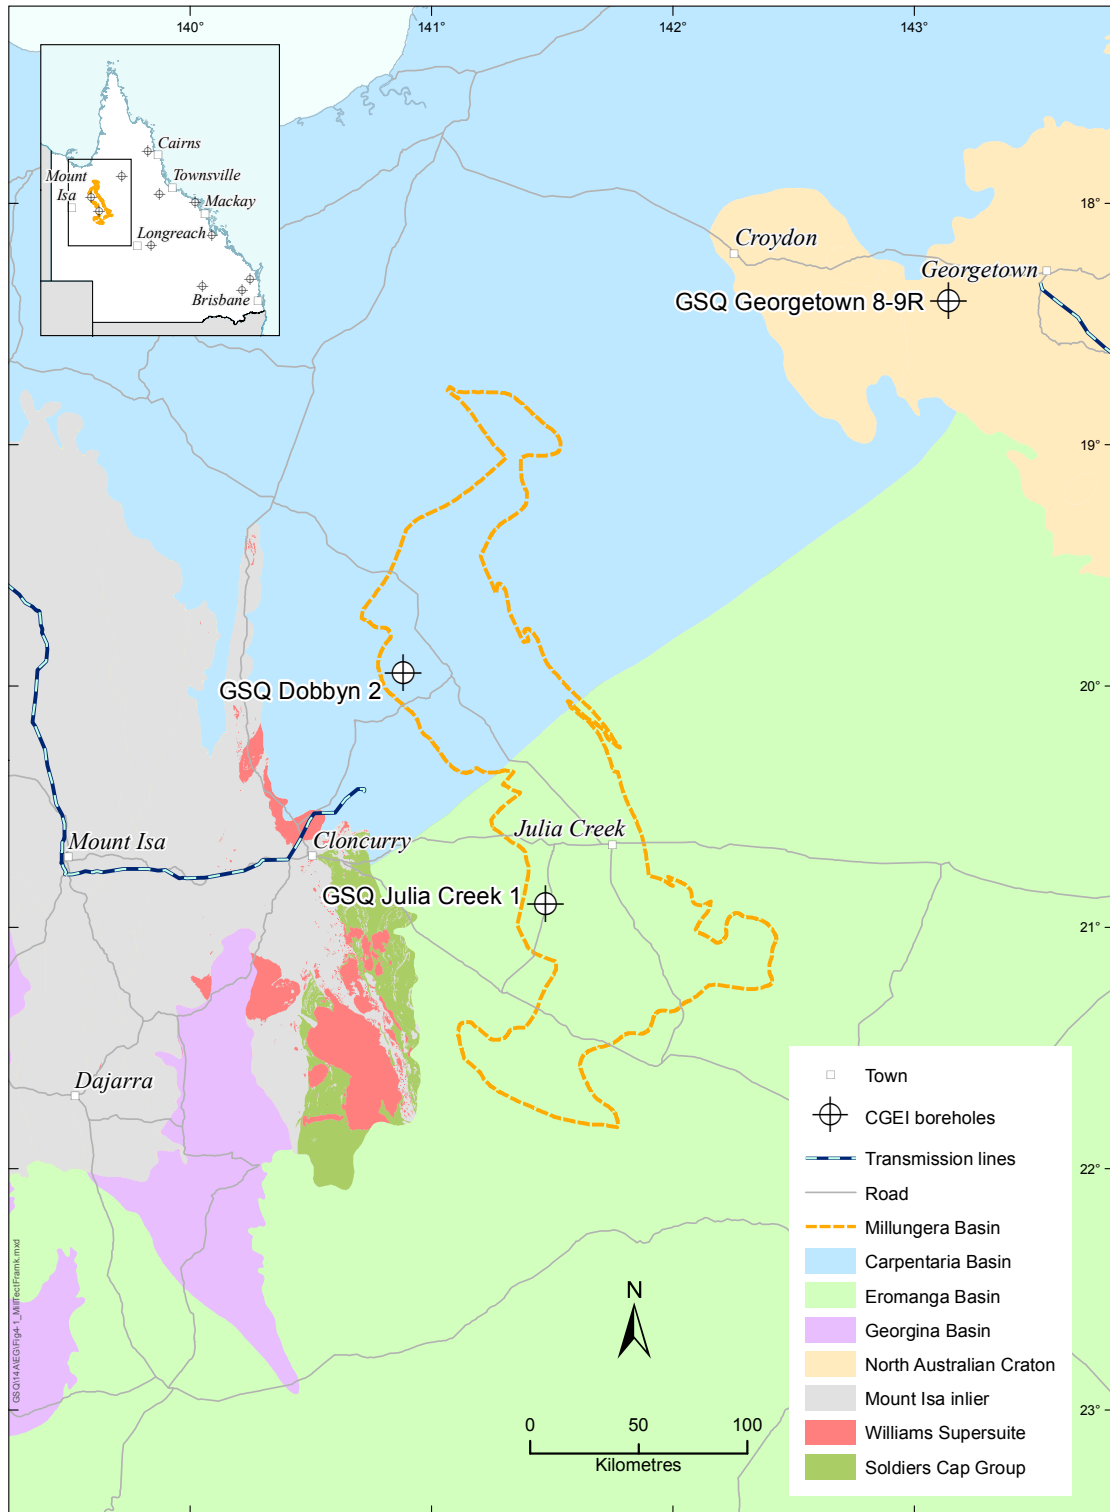 140°
141°
142°
143°
Cairns
Townsville
Mount
Isa
Mackay
Longreach
Brisbane
18°
Croydon
Georgetown
GSQ Georgetown 8-9R
19°
GSQ Dobbyn 2
20°
Julia Creek
Mount Isa
Cloncurry
GSQ Julia Creek 1
21°
Dajarra
22°
23°
Town
CGEI boreholes
Transmission lines
Road
Millungera Basin
Carpentaria Basin
Eromanga Basin
Georgina Basin
North Australian Craton
Mount Isa inlier
Williams Supersuite
Soldiers Cap Group
N
0 50 100
Kilometres